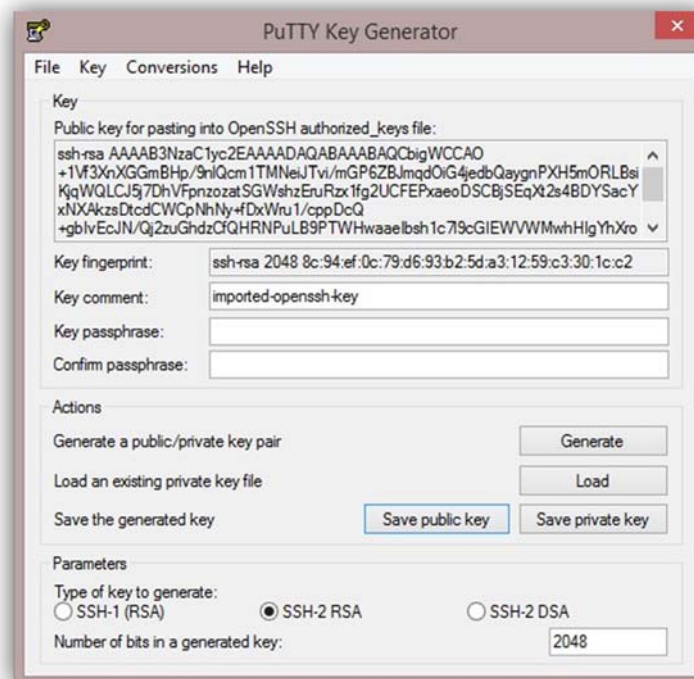 PuTTY Key Generator
File Key Conversions Help
Key
Public key for pasting into OpenSSH authorized_keys file:
ssh-rsa AAAAB3NzaC1yc2EAAAADAQABAAABAQCbigWCCAO
+1Vf3XnXGGmBHp/9nlQcm1TMNeiJTvi/mGP6ZBJmqdOiG4jedbQaygnPXH5mORLBsi
KjqWQLCJ5j7DhVFpnzozatSGWshzEruRzx1fg2UCFEPxaeoDSCBjSEqXt2s4BDYSacY
xNXAkzsDtcdCWCpNhNy+fDxWru1/cppDcQ
+gbIvEcJN/Qj2zuGhdzCfQHRNPuLB9PTWHwaaeIbsh1c7l9cGIEWVWMwhHIgYhXro
Key fingerprint: ssh-rsa 2048 8c:94:ef:0c:79:d6:93:b2:5d:a3:12:59:c3:30:1c:c2
Key comment: imported-openssh-key
Key passphrase:
Confirm passphrase:
Actions
Generate a public/private key pair Generate
Load an existing private key file Load
Save the generated key Save public key Save private key
Parameters
Type of key to generate:
SSH-1 (RSA) SSH-2 RSA SSH-2 DSA
Number of bits in a generated key: 2048